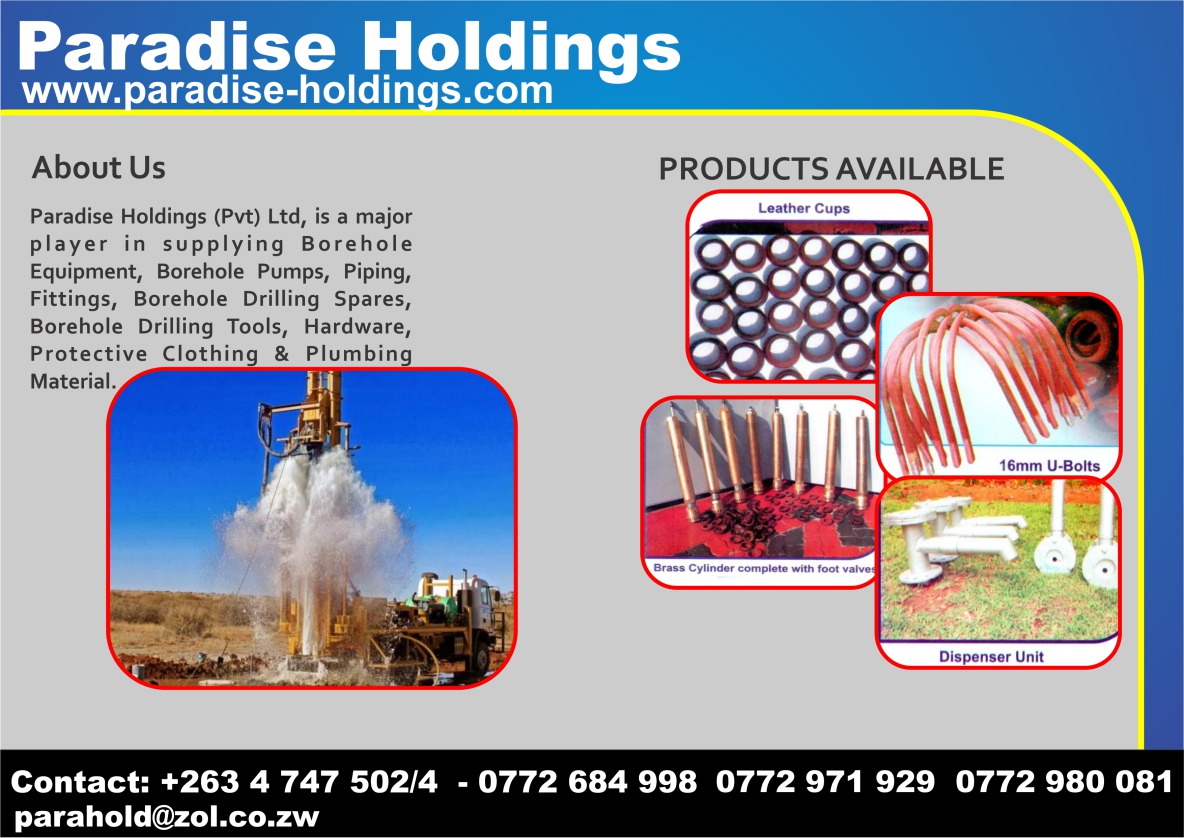 Paradise Holdings
www.paradise-holdings.com
About Us
Paradise Holdings (Pvt) Ltd, is a major
player in supplying Borehole
Equipment, Borehole Pumps, Piping,
Fittings, Borehole Drilling Spares,
Borehole Drilling Tools, Hardware,
Protective Clothing & Plumbing
Material.
PRODUCTS AVAILABLE
Leather Cups
16mm U-Bolts
Brass Cylinder complete with foot valves
Dispenser Unit
Contact: +263 4 747 502/4 - 0772 684 998 0772 971 929 0772 980 081
parahold@zol.co.zw